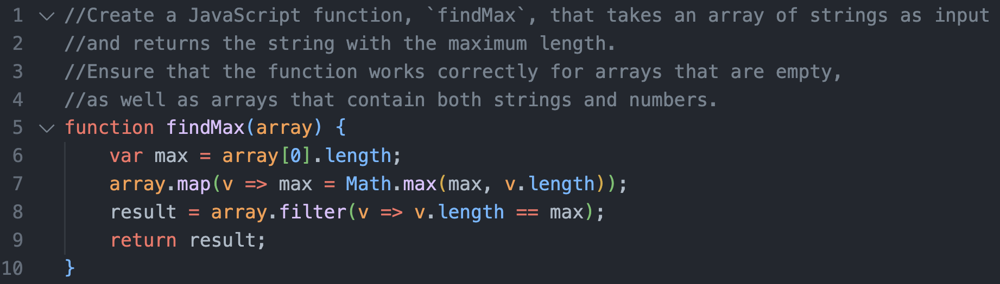 1 //Create a JavaScript function, `findMax`, that takes an array of strings as input
2 //and returns the string with the maximum length.
3 //Ensure that the function works correctly for arrays that are empty,
4 //as well as arrays that contain both strings and numbers.
5 function findMax(array) {
6     var max = array[0].length;
7     array.map(v => max = Math.max(max, v.length));
8     result = array.filter(v => v.length == max);
9     return result;
10 }